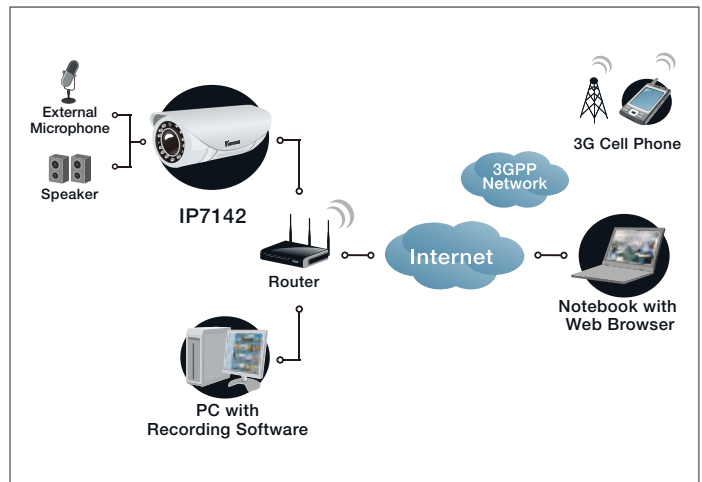 External
Microphone
Speaker
IP7142
Router
PC with
Recording Software
Internet
3GPP
Network
3G Cell Phone
Notebook with
Web Browser